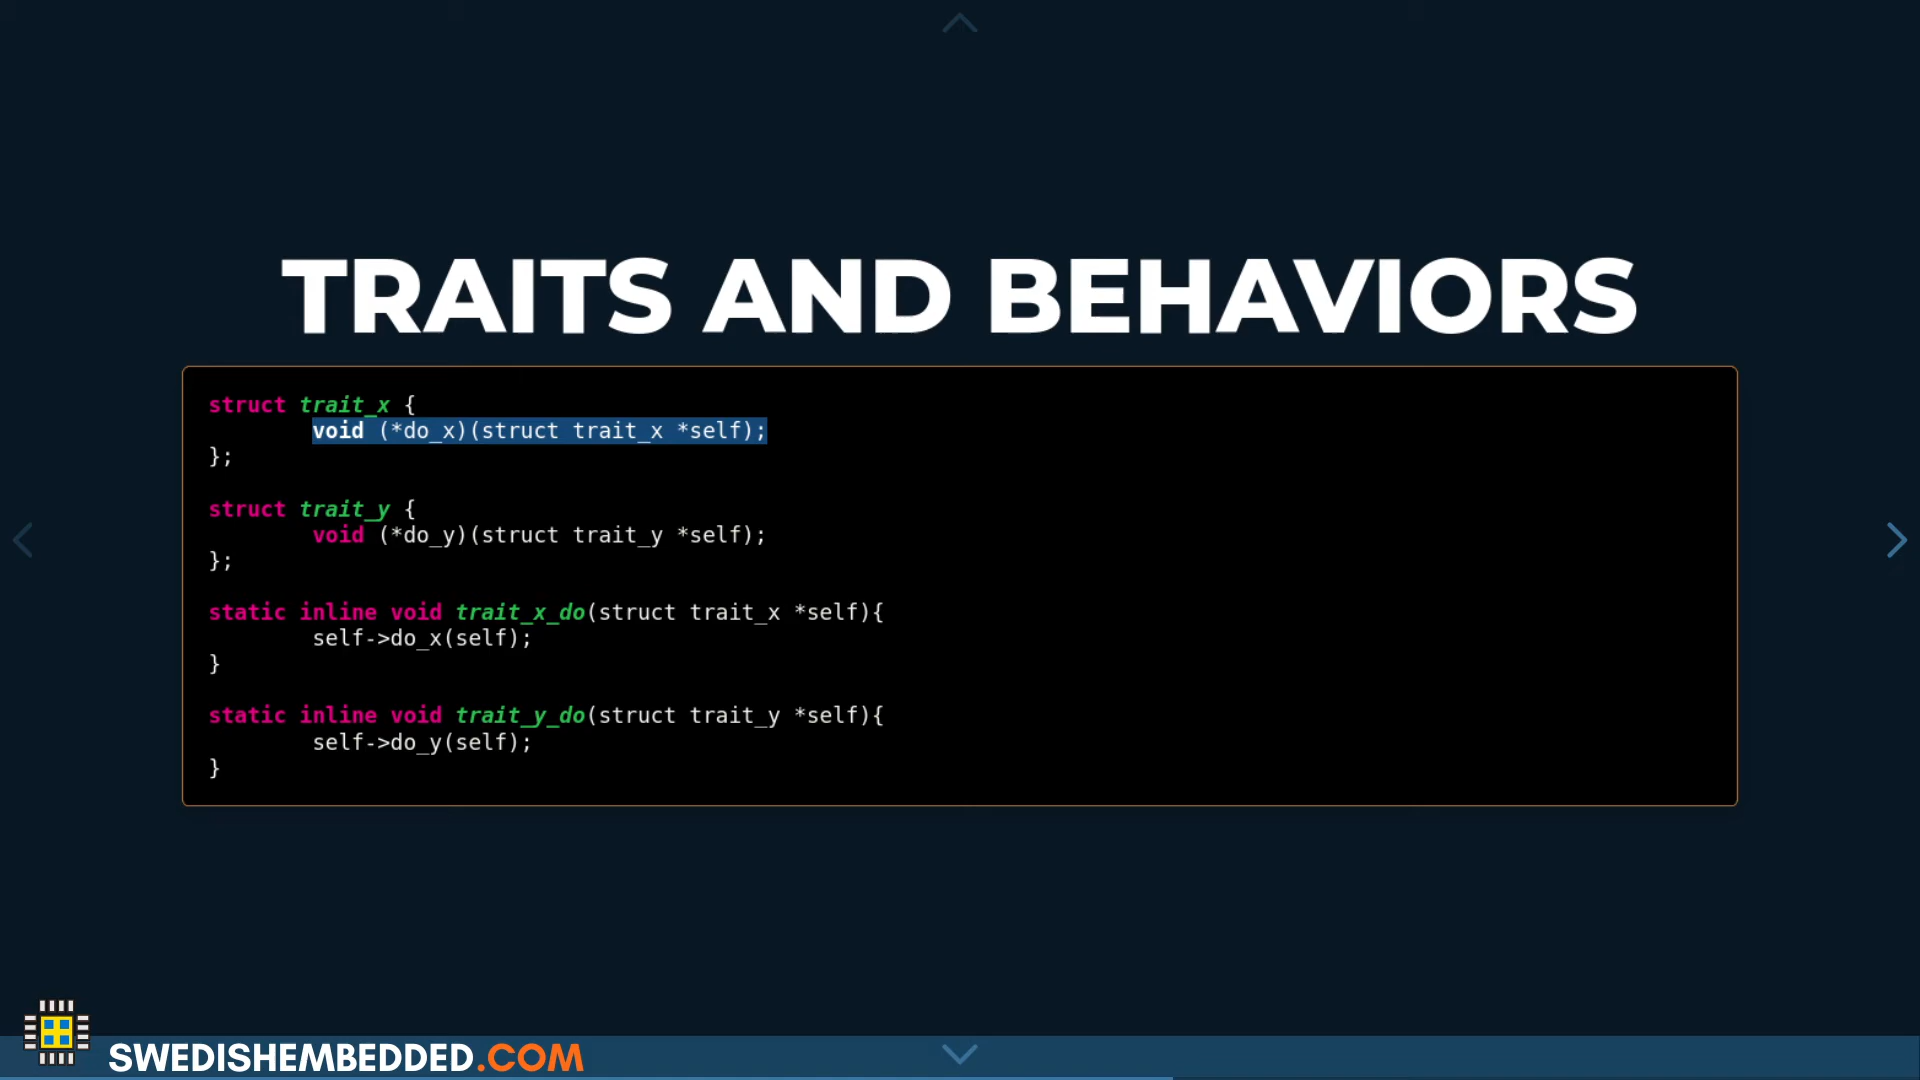 TRAITS AND BEHAVIORS
struct trait_x {
        void (*do_x)(struct trait_x *self);
};
struct trait_y {
        void (*do_y)(struct trait_y *self);
};
static inline void trait_x_do(struct trait_x *self){
        self->do_x(self);
}
static inline void trait_y_do(struct trait_y *self){
        self->do_y(self);
}
SWEDISHEMBEDDED.COM